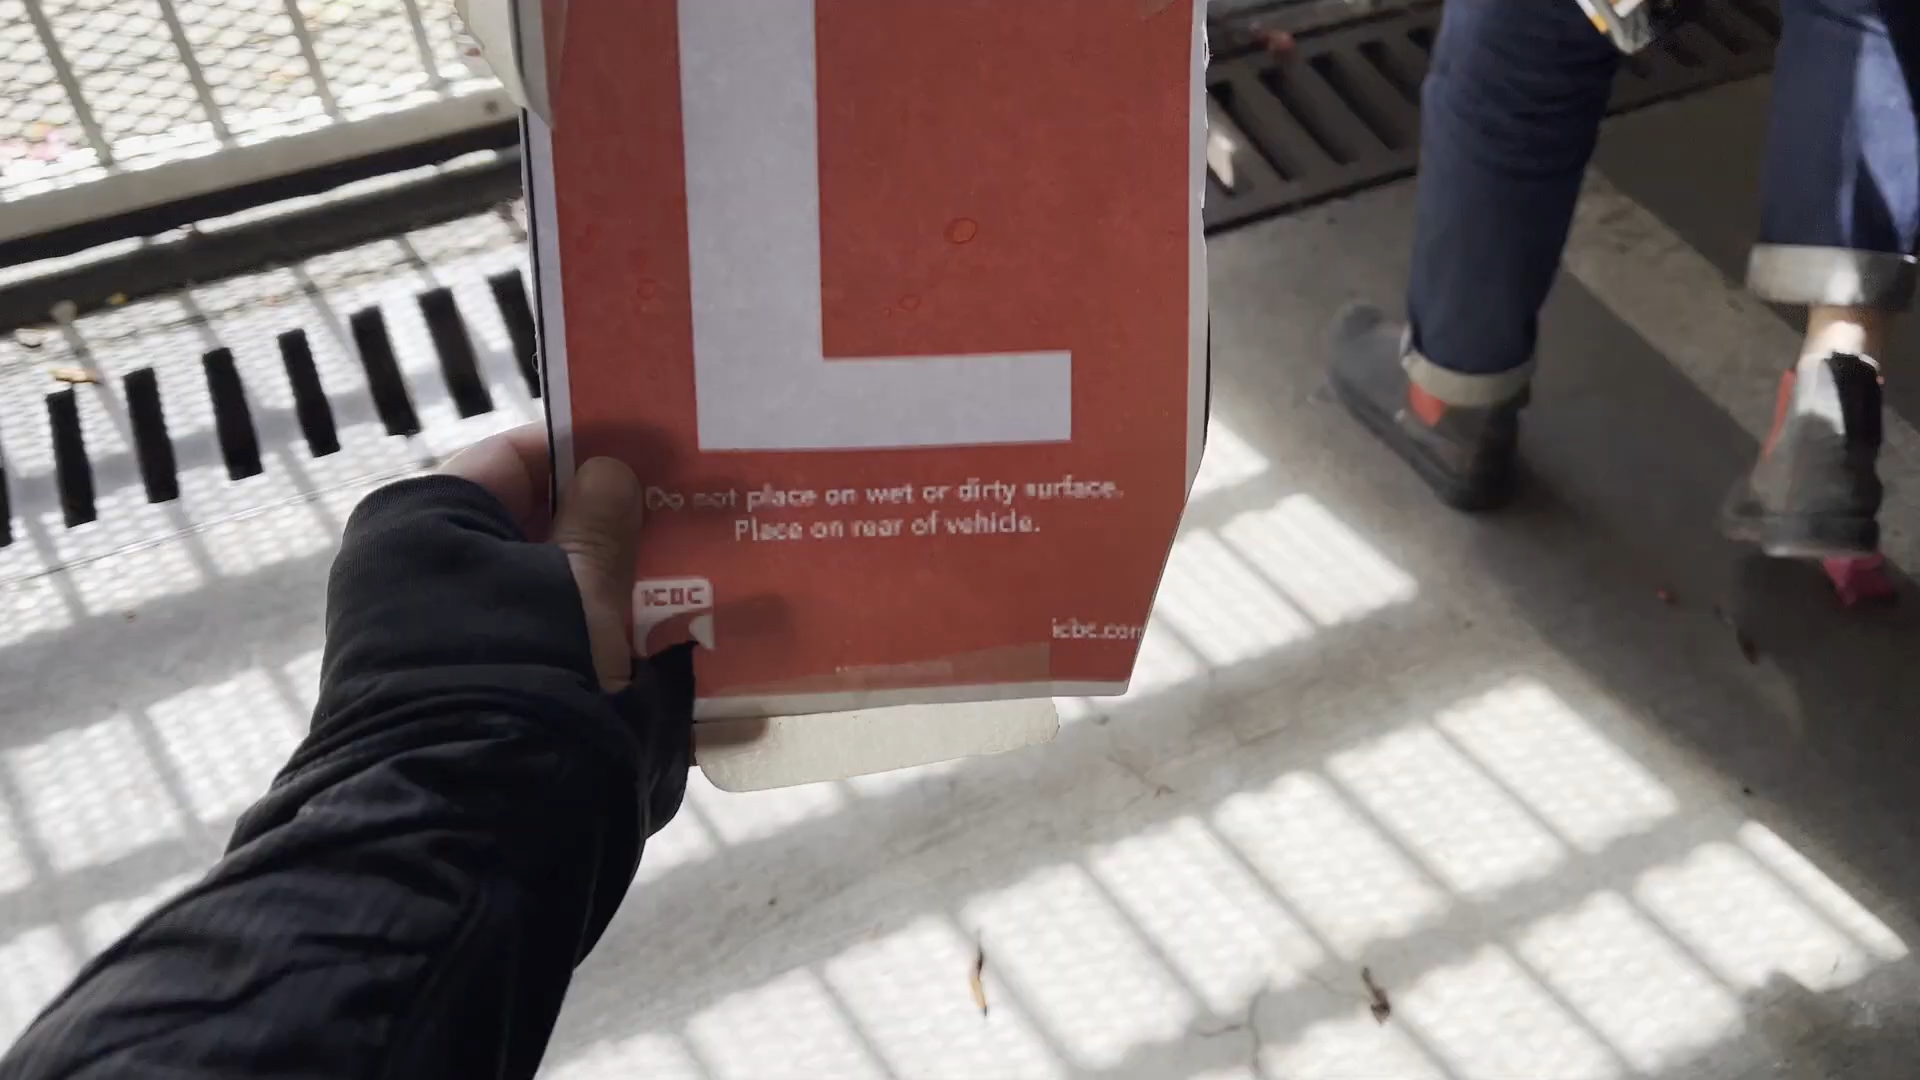 L
Do not place on wet or dirty surface.
Place on rear of vehicle.
ICBC
icbc.com